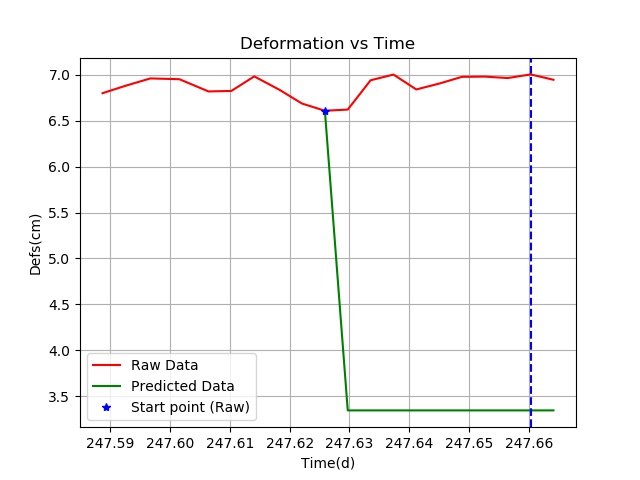 Deformation vs Time
Defs(cm)
7.0
6.5
6.0
5.5
5.0
4.5
4.0
3.5
Raw Data
Predicted Data
Start point (Raw)
247.59 247.60 247.61 247.62 247.63 247.64 247.65 247.66
Time(d)